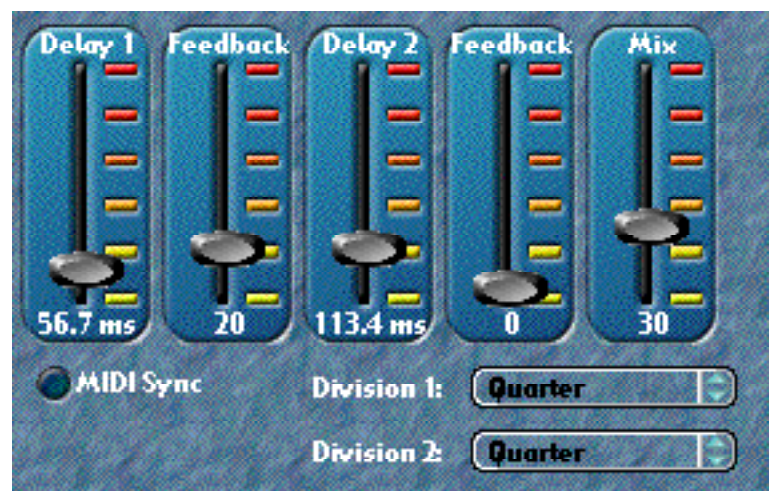 Delay 1 Feedback Delay 2 Feedback Mix
56.7 ms 20 113.4 ms 0 30
MIDI Sync Division 1: Quarter
Division 2: Quarter